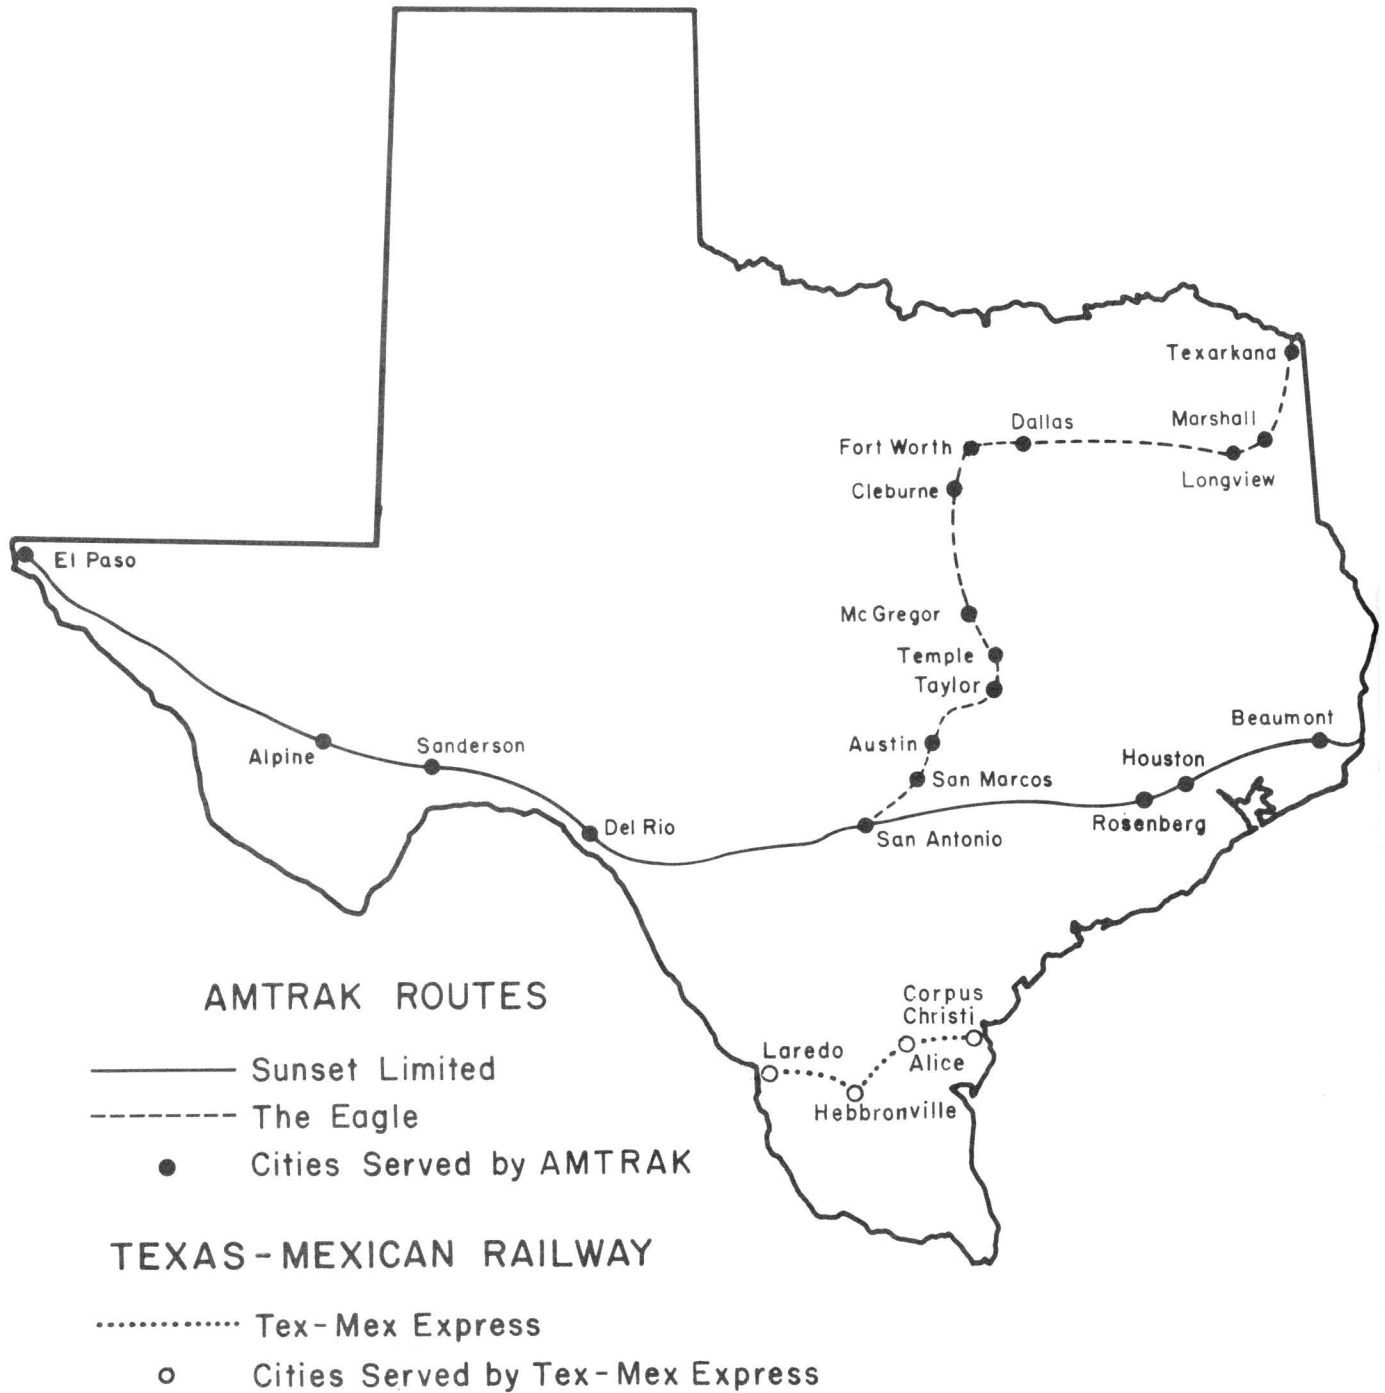 Texarkana
Marshall
Dallas
Fort Worth
Longview
Cleburne
El Paso
McGregor
Temple
Taylor
Beaumont
Austin
Sanderson
Alpine
Houston
San Marcos
Del Rio
Rosenberg
San Antonio
AMTRAK ROUTES
Corpus
Christi
Laredo
Alice
Sunset Limited
Hebbronville
The Eagle
Cities Served by AMTRAK
TEXAS-MEXICAN RAILWAY
Tex-Mex Express
Cities Served by Tex-Mex Express